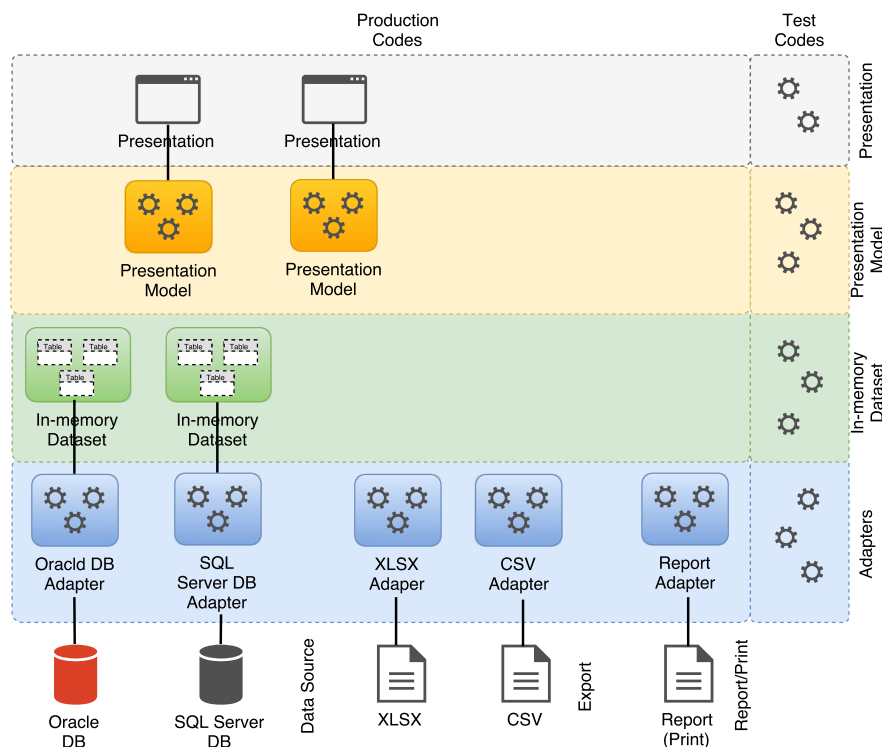 Production
Codes
Test
Codes
Presentation
Presentation
Presentation
Presentation
Model
Presentation
Model
Presentation
Model
Table
Table
Table
Table
Table
Table
In-memory
Dataset
In-memory
Dataset
In-memory
Dataset
Oracld DB
Adapter
SQL
Server DB
Adapter
XLSX
Adaper
CSV
Adapter
Report
Adapter
Adapters
Oracle
DB
SQL Server
DB
Data Source
XLSX
CSV
Export
Report
(Print)
Report/Print